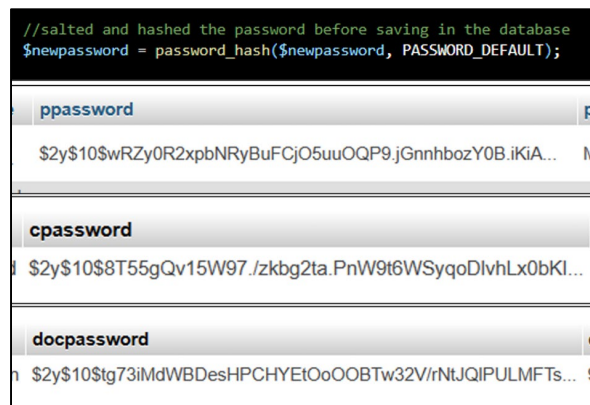 //salted and hashed the password before saving in the database
$newpassword = password_hash($newpassword, PASSWORD_DEFAULT);
ppassword
$2y$10$wRZy0R2xpbNRyBuFCjO5uuOQP9.jGnnhbozY0B.iKiA...
cpassword
$2y$10$8T55gQv15W97./zkbg2ta.PnW9t6WSyqoDlvhLx0bKI...
docpassword
$2y$10$tg73iMdWBDesHPCHYEtOoOOBTw32V/rNtJQlPULMFTs...